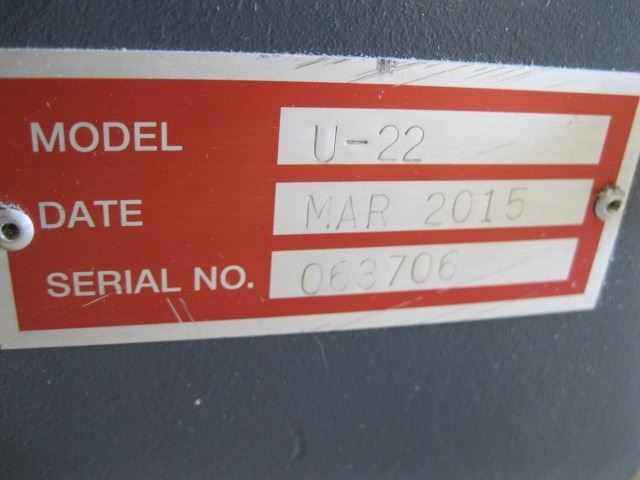 MODEL U-22
DATE MAR 2015
SERIAL NO. 063706